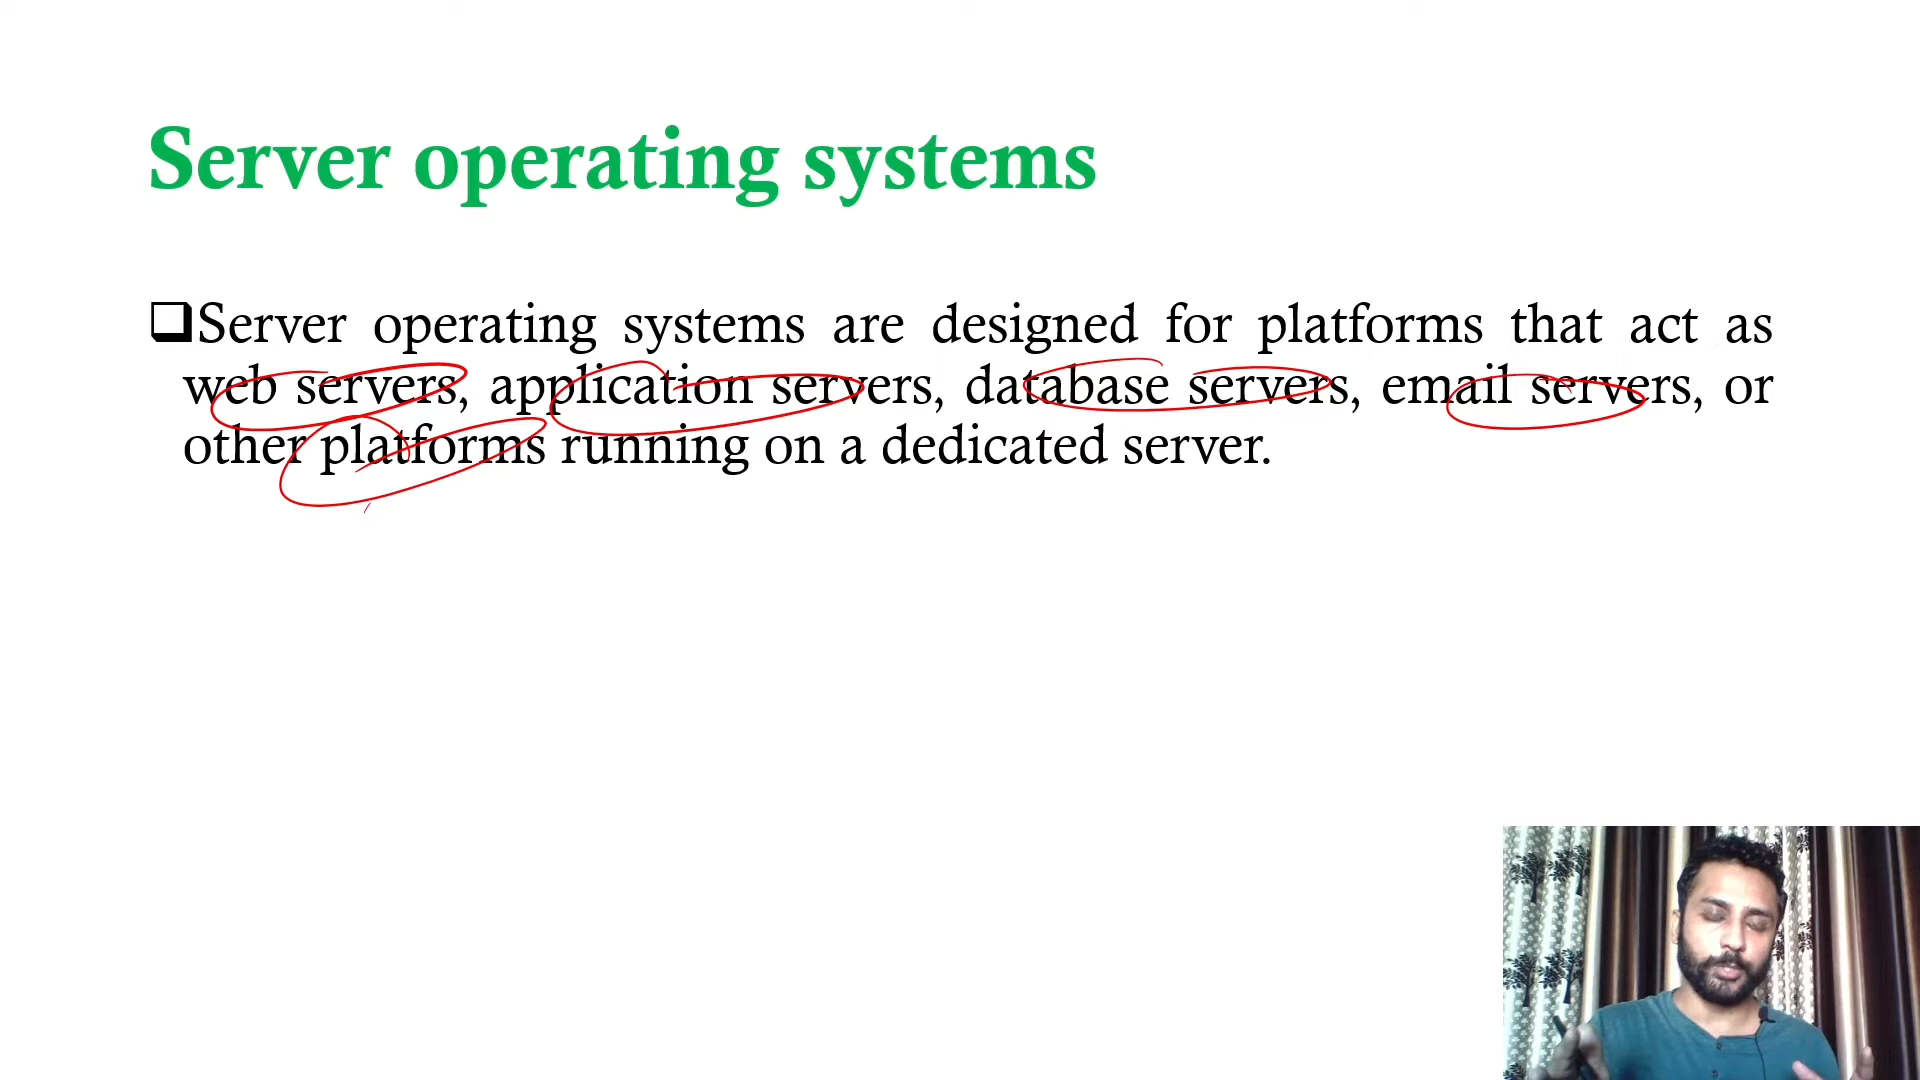 Server operating systems
❑Server operating systems are designed for platforms that act as
web servers, application servers, database servers, email servers, or
other platforms running on a dedicated server.